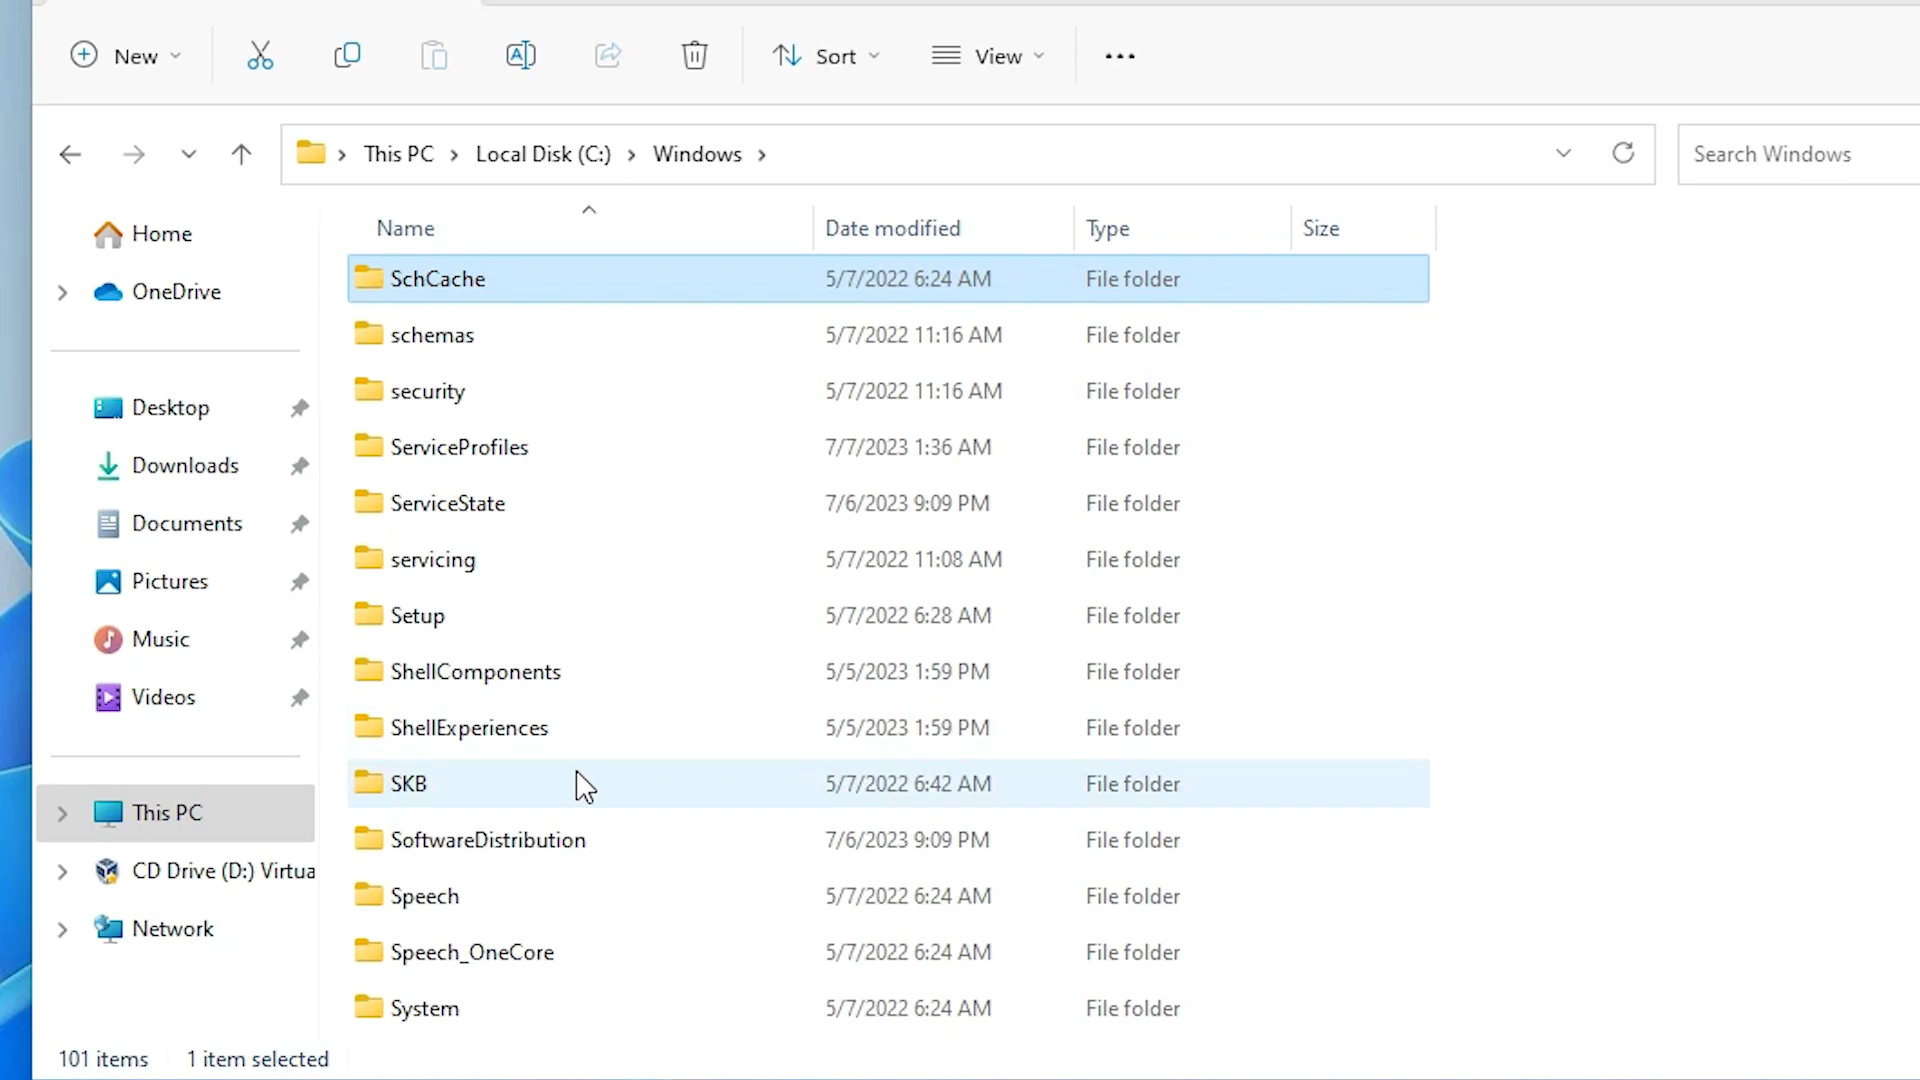 New
Sort
View
This PC
Local Disk (C:)
Windows
Search Windows
Home
OneDrive
Desktop
Downloads
Documents
Pictures
Music
Videos
This PC
CD Drive (D:) Virtua
Network
Name Date modified Type Size
SchCache 5/7/2022 6:24 AM File folder
schemas 5/7/2022 11:16 AM File folder
security 5/7/2022 11:16 AM File folder
ServiceProfiles 7/7/2023 1:36 AM File folder
ServiceState 7/6/2023 9:09 PM File folder
servicing 5/7/2022 11:08 AM File folder
Setup 5/7/2022 6:28 AM File folder
ShellComponents 5/5/2023 1:59 PM File folder
ShellExperiences 5/5/2023 1:59 PM File folder
SKB 5/7/2022 6:42 AM File folder
SoftwareDistribution 7/6/2023 9:09 PM File folder
Speech 5/7/2022 6:24 AM File folder
Speech_OneCore 5/7/2022 6:24 AM File folder
System 5/7/2022 6:24 AM File folder
101 items 1 item selected